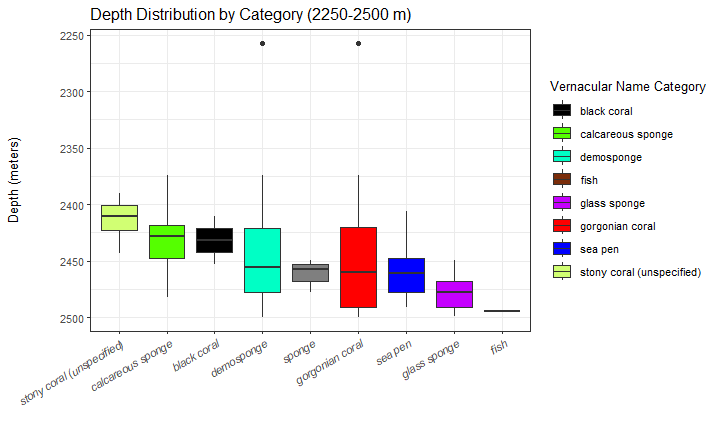 Depth Distribution by Category (2250-2500 m)
2250
2300
2350
2400
2450
2500
Depth (meters)
stony coral (unspecified)
calcareous sponge
black coral
demosponge
sponge
gorgonian coral
sea pen
glass sponge
fish
Vernacular Name Category
black coral
calcareous sponge
demosponge
fish
glass sponge
gorgonian coral
sea pen
stony coral (unspecified)